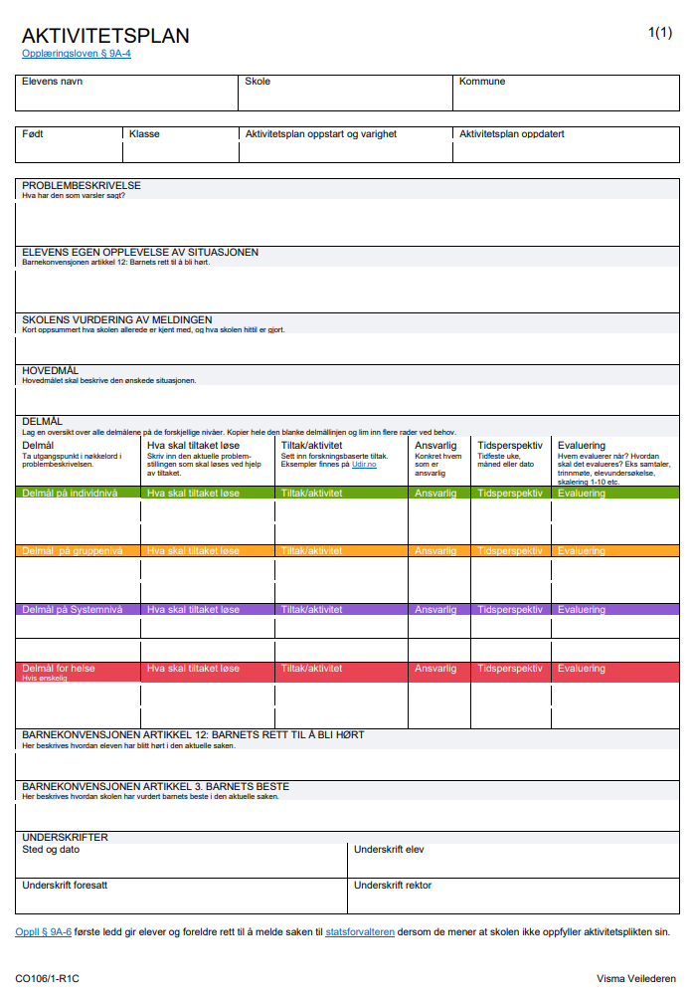 AKTIVITETSPLAN
1(1)
Opplæringsloven § 9A-4
Elevens navn Skole Kommune
Født Klasse Aktivitetsplan oppstart og varighet Aktivitetsplan oppdatert
PROBLEMBESKRIVELSE
Hva har den som varsler sagt?
ELEVENS EGEN OPPLEVELSE AV SITUASJONEN
Barnekonvensjonen artikkel 12: Barnets rett til å bli hørt.
SKOLENS VURDERING AV MELDINGEN
Kort oppsummert hva skolen allerede er kjent med, og hva skolen hittil er gjort.
HOVEDMÅL
Hovedmålet skal beskrive den ønskede situasjonen.
DELMÅL
Lag en oversikt over alle delmålene på de forskjellige nivåer. Kopier hele den blanke delmållinjen og lim inn flere rader ved behov.
Delmål
Ta utgangspunkt i nøkkelord i
problembeskrivelsen.
Hva skal tiltaket løse
Skriv inn den aktuelle problem-
stillingen som skal løses ved hjelp
av tiltaket.
Tiltak/aktivitet
Sett inn forskningsbaserte tiltak.
Eksempler finnes på Udir.no
Ansvarlig
Konkret hvem
som er
ansvarlig
Tidsperspektiv
Tidfeste uke,
måned eller dato
Evaluering
Hvem evaluerer når? Hvordan
skal det evalueres? Eks samtaler,
trinnmøte, elevundersøkelse,
skalering 1-10 etc.
Delmål på individnivå Hva skal tiltaket løse Tiltak/aktivitet Ansvarlig Tidsperspektiv Evaluering
Delmål på gruppenivå Hva skal tiltaket løse Tiltak/aktivitet Ansvarlig Tidsperspektiv Evaluering
Delmål på Systemnivå Hva skal tiltaket løse Tiltak/aktivitet Ansvarlig Tidsperspektiv Evaluering
Delmål for helse Hva skal tiltaket løse Tiltak/aktivitet Ansvarlig Tidsperspektiv Evaluering
Hvis ønskelig
BARNEKONVENSJONEN ARTIKKEL 12: BARNETS RETT TIL Å BLI HØRT
Her beskrives hvordan eleven har blitt hørt i den aktuelle saken.
BARNEKONVENSJONEN ARTIKKEL 3. BARNETS BESTE
Her beskrives hvordan skolen har vurdert barnets beste i den aktuelle saken.
UNDERSKRIFTER
Sted og dato Underskrift elev
Underskrift foresatt Underskrift rektor
Oppll § 9A-6 første ledd gir elever og foreldre rett til å melde saken til statsforvalteren dersom de mener at skolen ikke oppfyller aktivitetsplikten sin.
CO106/1-R1C Visma Veilederen